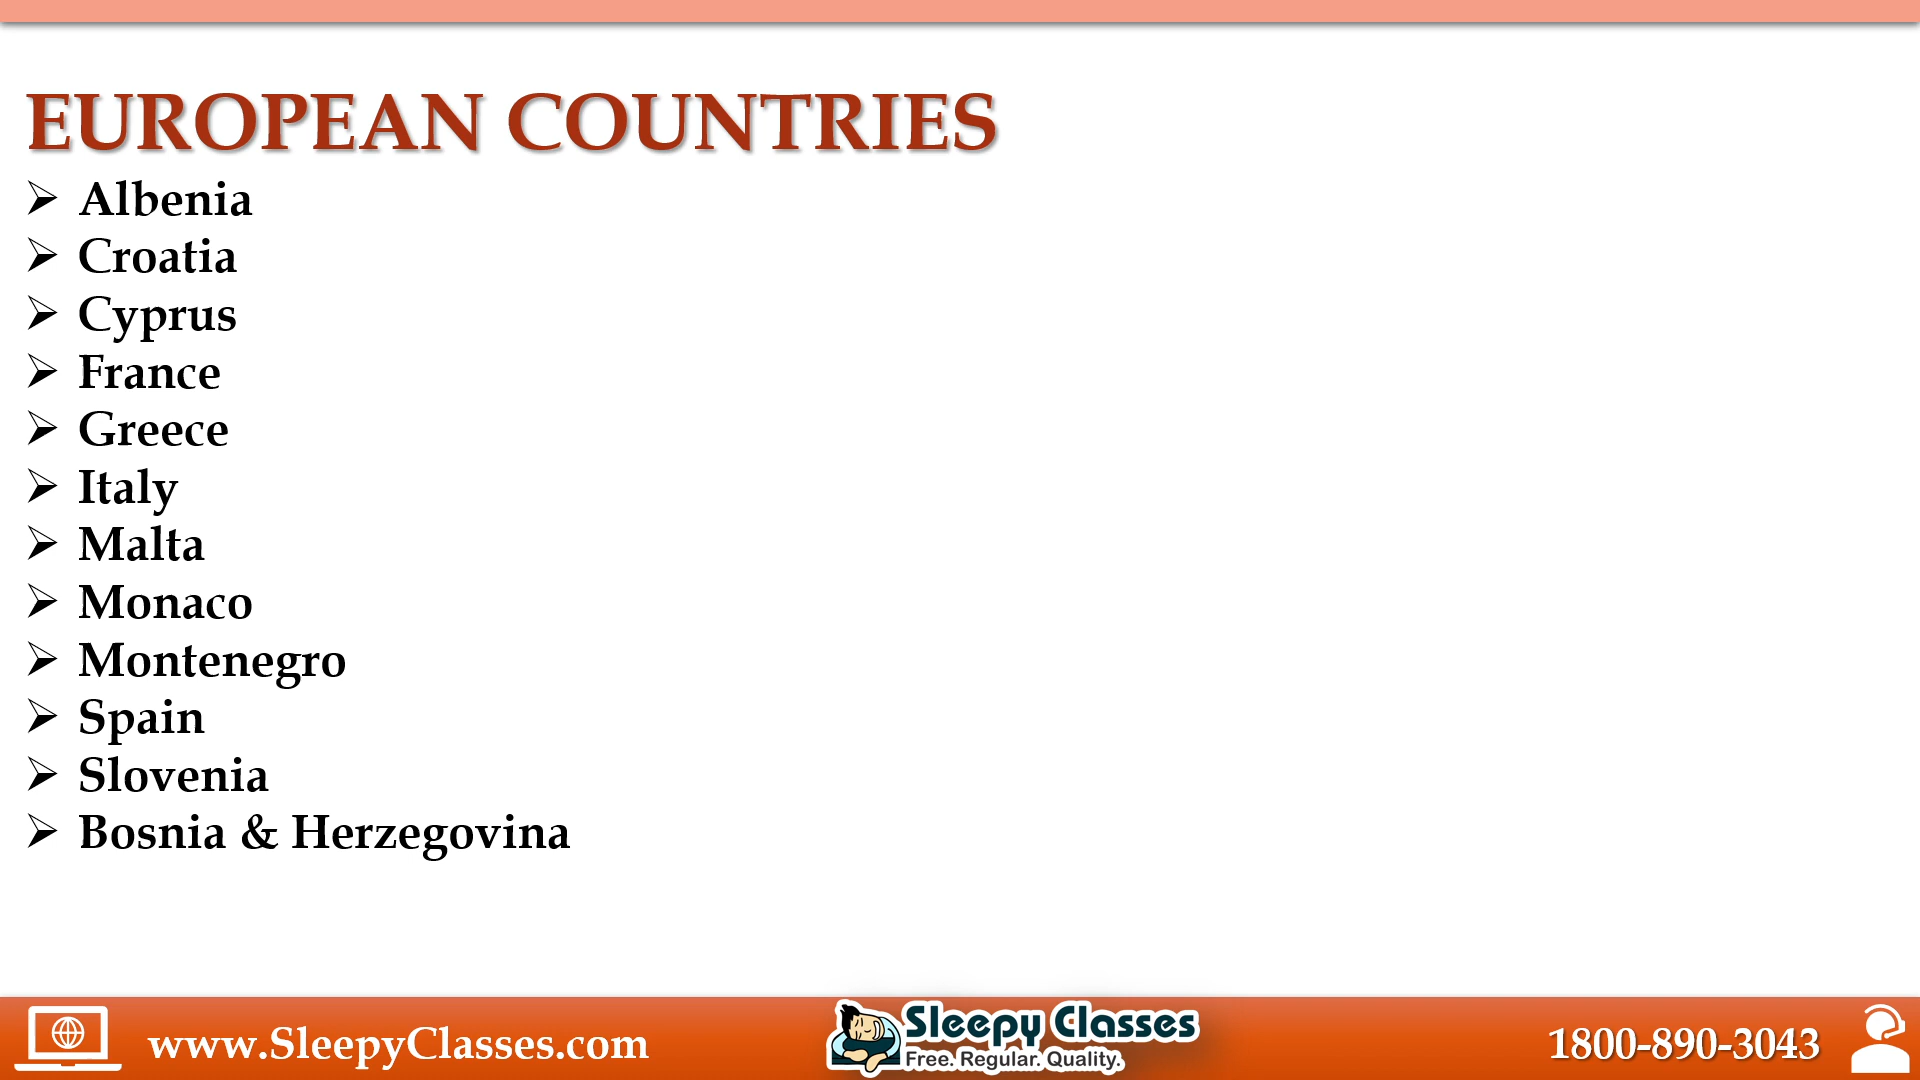 EUROPEAN COUNTRIES
➢ Albenia
➢ Croatia
➢ Cyprus
➢ France
➢ Greece
➢ Italy
➢ Malta
➢ Monaco
➢ Montenegro
➢ Spain
➢ Slovenia
➢ Bosnia & Herzegovina
www.SleepyClasses.com
Sleepy Classes
Free. Regular. Quality.
1800-890-3043